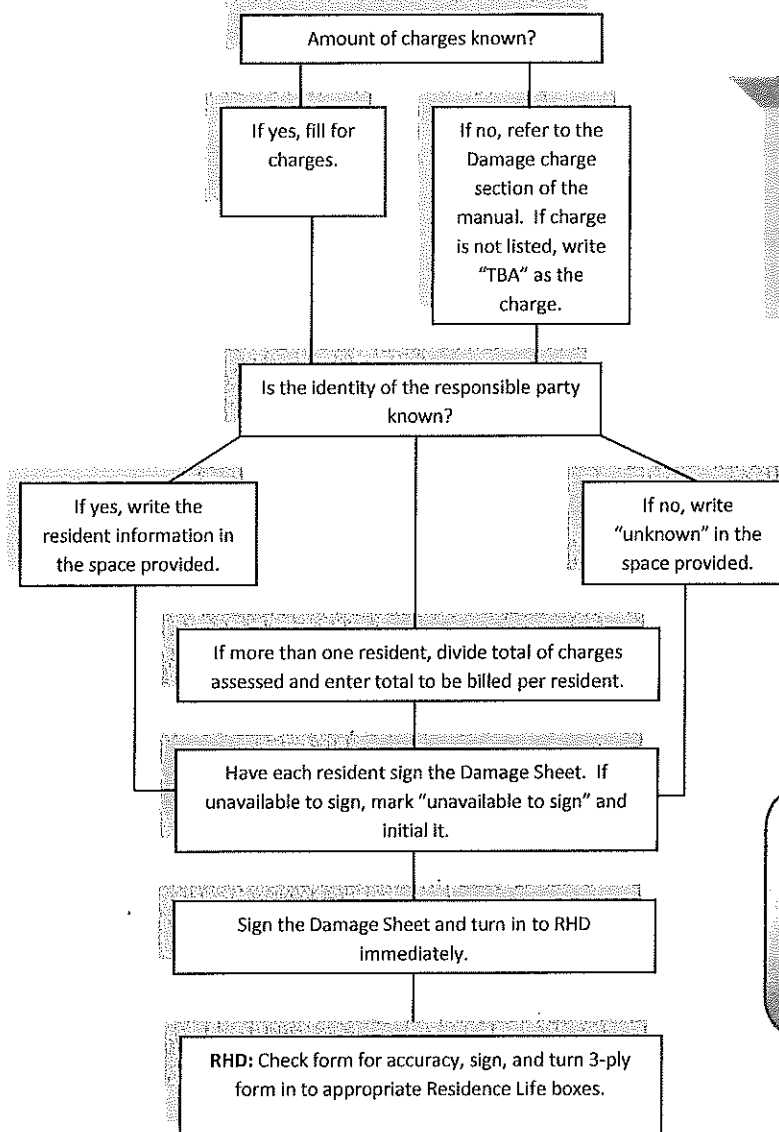 Amount of charges known?
If yes, fill for
charges.
If no, refer to the
Damage charge
section of the
manual. If charge
is not listed, write
“TBA” as the
charge.
Is the identity of the responsible party
known?
If yes, write the
resident information in
the space provided.
If no, write
“unknown” in the
space provided.
If more than one resident, divide total of charges
assessed and enter total to be billed per resident.
Have each resident sign the Damage Sheet. If
unavailable to sign, mark “unavailable to sign” and
initial it.
Sign the Damage Sheet and turn in to RHD
immediately.
RHD: Check form for accuracy, sign, and turn 3-ply
form in to appropriate Residence Life boxes.